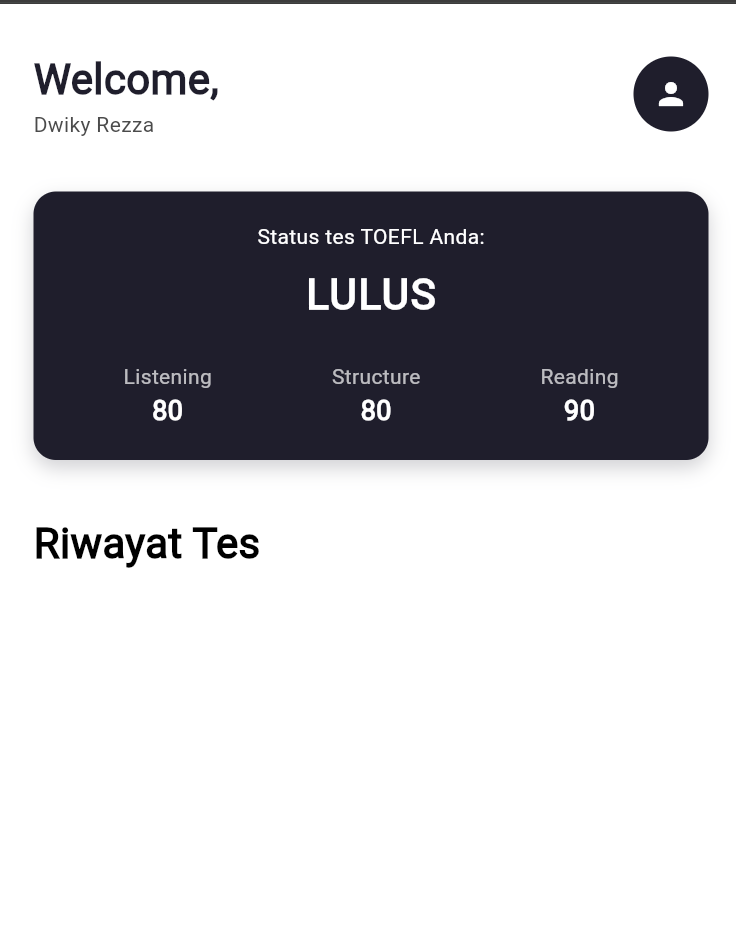 Welcome,
Dwiky Rezza
Status tes TOEFL Anda:
LULUS
Listening Structure Reading
80 80 90
Riwayat Tes